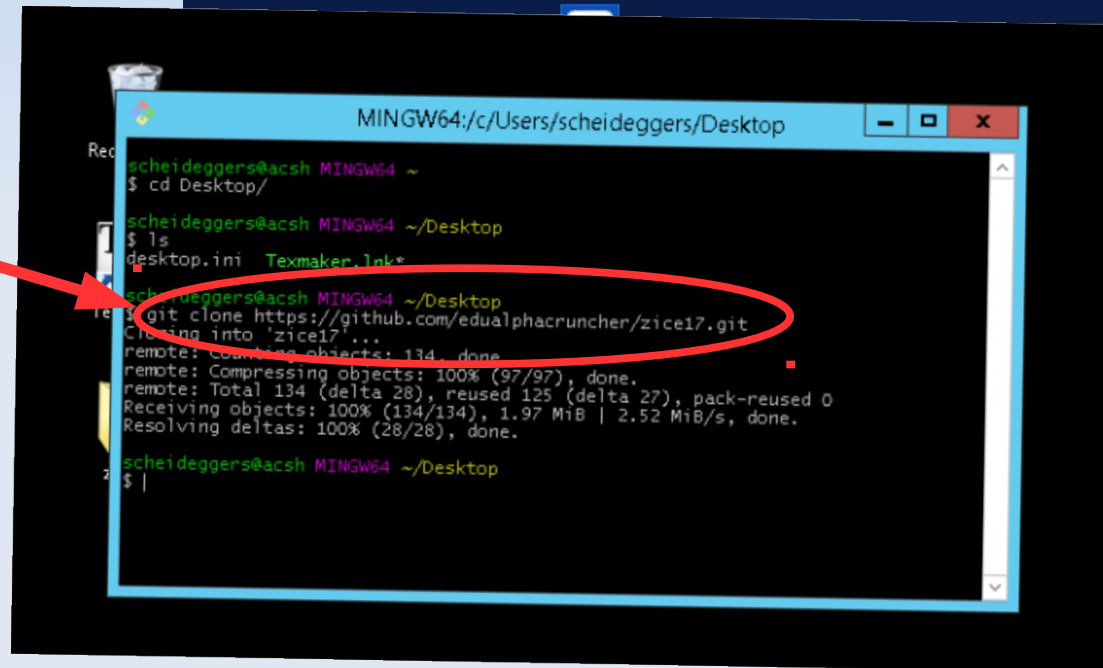 MINGW64:/c/Users/scheideggers/Desktop
Rec
scheideggers@acsh MINGW64 ~
$ cd Desktop/
scheideggers@acsh MINGW64 ~/Desktop
$ ls
desktop.ini Texmaker.lnk*
scheideggers@acsh MINGW64 ~/Desktop
$ git clone https://github.com/edualphacruncher/zice17.git
Cloning into 'zice17'...
remote: Counting objects: 134, done.
remote: Compressing objects: 100% (97/97), done.
remote: Total 134 (delta 28), reused 125 (delta 27), pack-reused 0
Receiving objects: 100% (134/134), 1.97 MiB | 2.52 MiB/s, done.
Resolving deltas: 100% (28/28), done.
scheideggers@acsh MINGW64 ~/Desktop
$